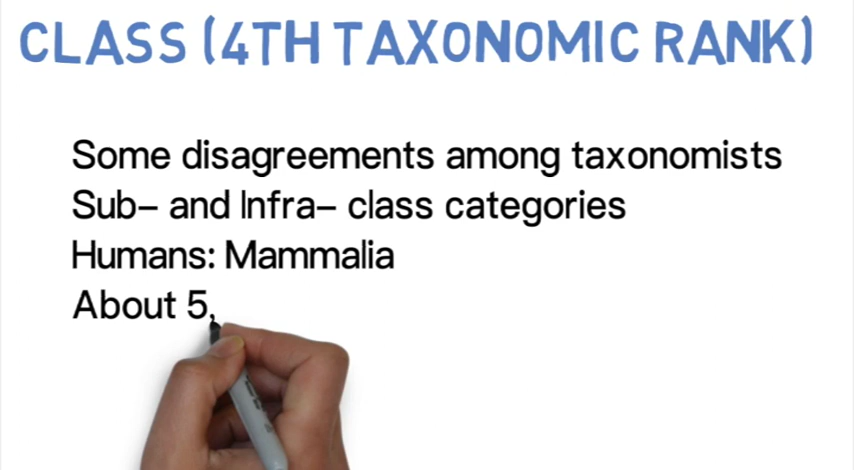 CLASS (4TH TAXONOMIC RANK)
Some disagreements among taxonomists
Sub- and Infra- class categories
Humans: Mammalia
About 5,